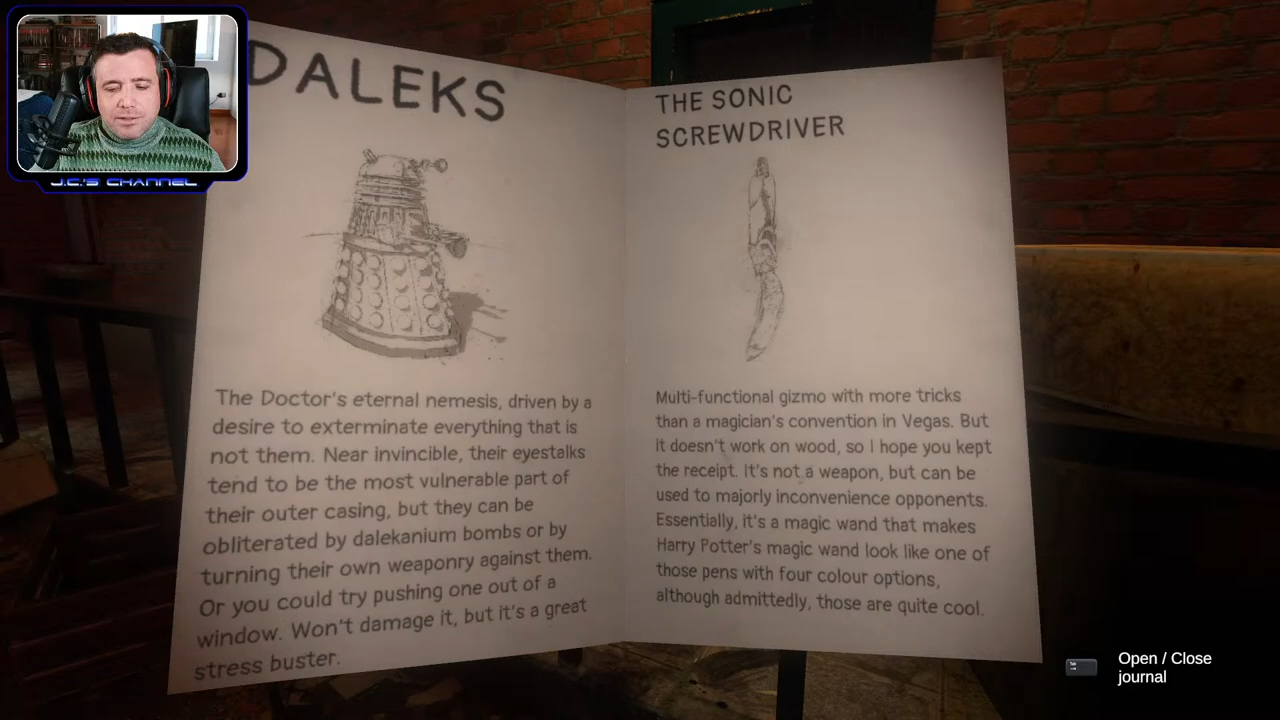 J.C.'S CHANNEL
DALEKS
The Doctor's eternal nemesis, driven by a
desire to exterminate everything that is
not them. Near invincible, their eyestalks
tend to be the most vulnerable part of
their outer casing, but they can be
obliterated by dalekanium bombs or by
turning their own weaponry against them.
Or you could try pushing one out of a
window. Won't damage it, but it's a great
stress buster.
THE SONIC
SCREWDRIVER
Multi-functional gizmo with more tricks
than a magician's convention in Vegas. But
it doesn't work on wood, so I hope you kept
the receipt. It's not a weapon, but can be
used to majorly inconvenience opponents.
Essentially, it's a magic wand that makes
Harry Potter's magic wand look like one of
those pens with four colour options,
although admittedly, those are quite cool.
Tab
Open / Close
journal